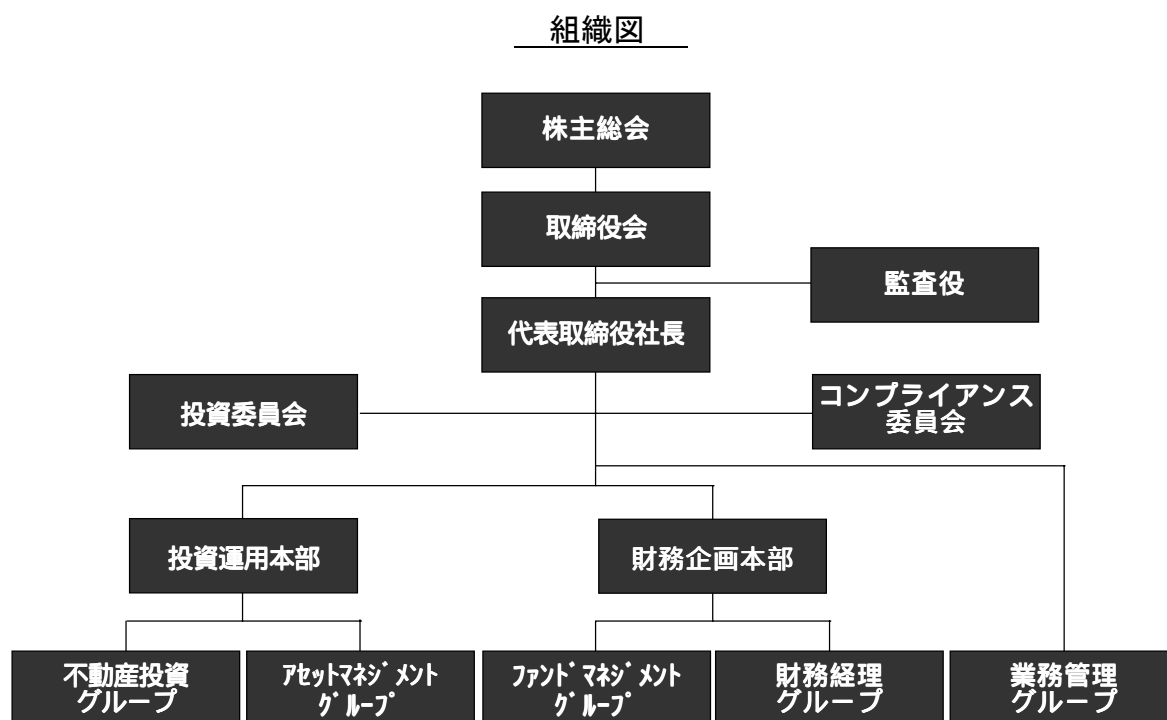 組織図
株主総会
取締役会
監査役
代表取締役社長
投資委員会
コンプライアンス
委員会
投資運用本部
財務企画本部
不動産投資
グループ
ｱｾｯﾄﾏﾈｼﾞﾒﾝﾄ
ｸﾞﾙｰﾌﾟ
ﾌｧﾝﾄﾞﾏﾈｼﾞﾒﾝﾄ
ｸﾞﾙｰﾌﾟ
財務経理
グループ
業務管理
グループ